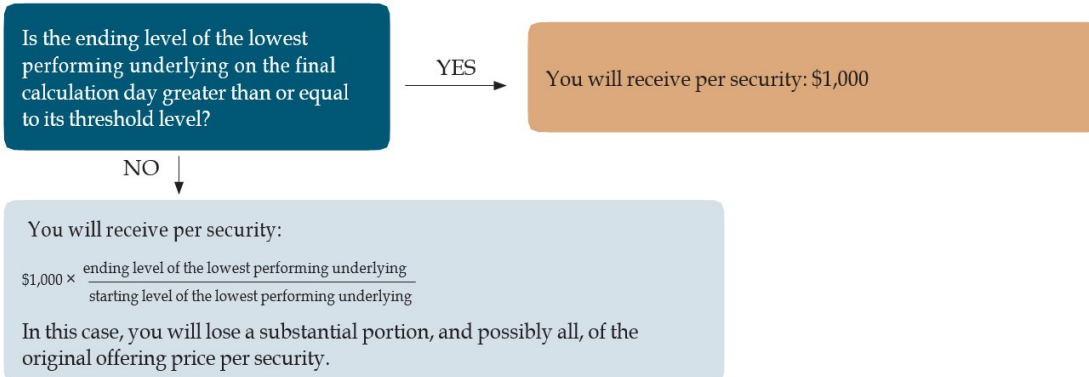 Is the ending level of the lowest
performing underlying on the final
calculation day greater than or equal
to its threshold level?
YES
You will receive per security: $1,000
NO
You will receive per security:
$1,000 × ending level of the lowest performing underlying
starting level of the lowest performing underlying
In this case, you will lose a substantial portion, and possibly all, of the
original offering price per security.